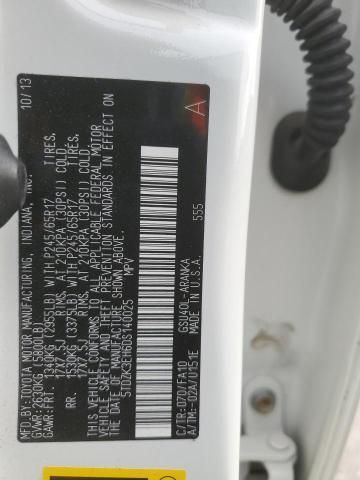 MFD.BY:TOYOTA MOTOR MANUFACTURING, INDIANA, INC. 10/13
GVWR:2630KG (5800LB)
GAWR:FRT. 1340KG (2955LB) WITH P245/65R17 TIRES,
17X7.5J RIMS, AT 210KPA (30PSI) COLD.
RR. 1530KG (3375LB) WITH P245/65R17 TIRES,
17X7.5J RIMS, AT 210KPA (30PSI) COLD.
THIS VEHICLE CONFORMS TO ALL APPLICABLE FEDERAL MOTOR
VEHICLE SAFETY AND THEFT PREVENTION STANDARDS IN EFFECT ON
THE DATE OF MANUFACTURE SHOWN ABOVE.
5TDZK3EH6DS140025
MPV
A
C/TR:070/FA10 GSV40L-ARANKA
A/TM:-02A/U151E MADE IN U.S.A.
555